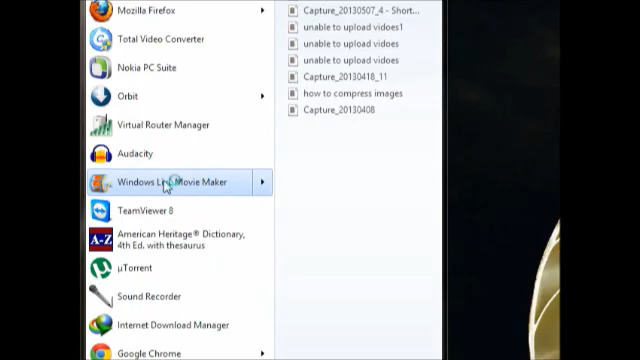 Mozilla Firefox
Total Video Converter
Nokia PC Suite
Orbit
Virtual Router Manager
Audacity
Windows Live Movie Maker
TeamViewer 8
A-Z
American Heritage® Dictionary,
4th Ed. with thesaurus
µTorrent
Sound Recorder
Internet Download Manager
Google Chrome
Capture_20130507_4 - Short...
unable to upload vidoes1
unable to upload vidoes
unable to upload vidoes
Capture_20130418_11
how to compress images
Capture_20130408